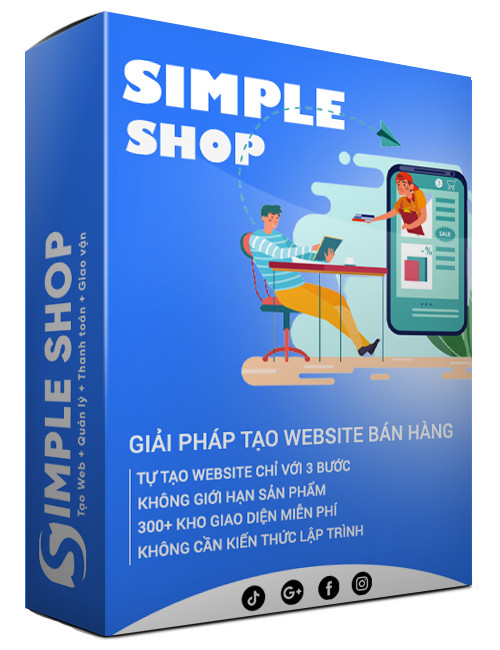 SIMPLE
SHOP
3
SALE
-%
GIẢI PHÁP TẠO WEBSITE BÁN HÀNG
TỰ TẠO WEBSITE CHỈ VỚI 3 BƯỚC
KHÔNG GIỚI HẠN SẢN PHẨM
300+ KHO GIAO DIỆN MIỄN PHÍ
KHÔNG CẦN KIẾN THỨC LẬP TRÌNH
G+
f
SIMPLE SHOP
Tạo Web + Quản lý + Thanh toán + Giao vận